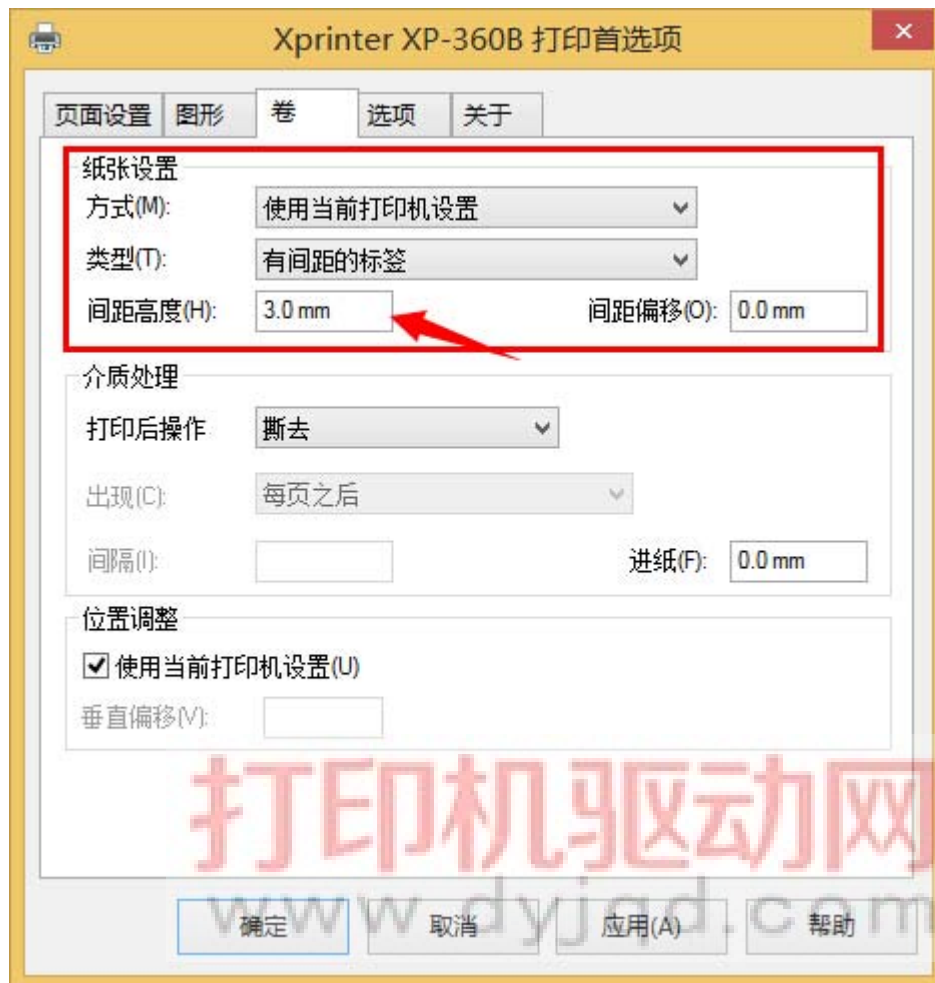 Xprinter XP-360B 打印首选项
页面设置 图形 卷 选项 关于
纸张设置
方式(M): 使用当前打印机设置
类型(T): 有间距的标签
间距高度(H): 3.0 mm 间距偏移(O): 0.0 mm
介质处理
打印后操作 撕去
出现(C): 每页之后
间隔(I): 进纸(F): 0.0 mm
位置调整
使用当前打印机设置(U)
垂直偏移(V):
打印机驱动网
www.dyjqd.com
确定 取消 应用(A) 帮助